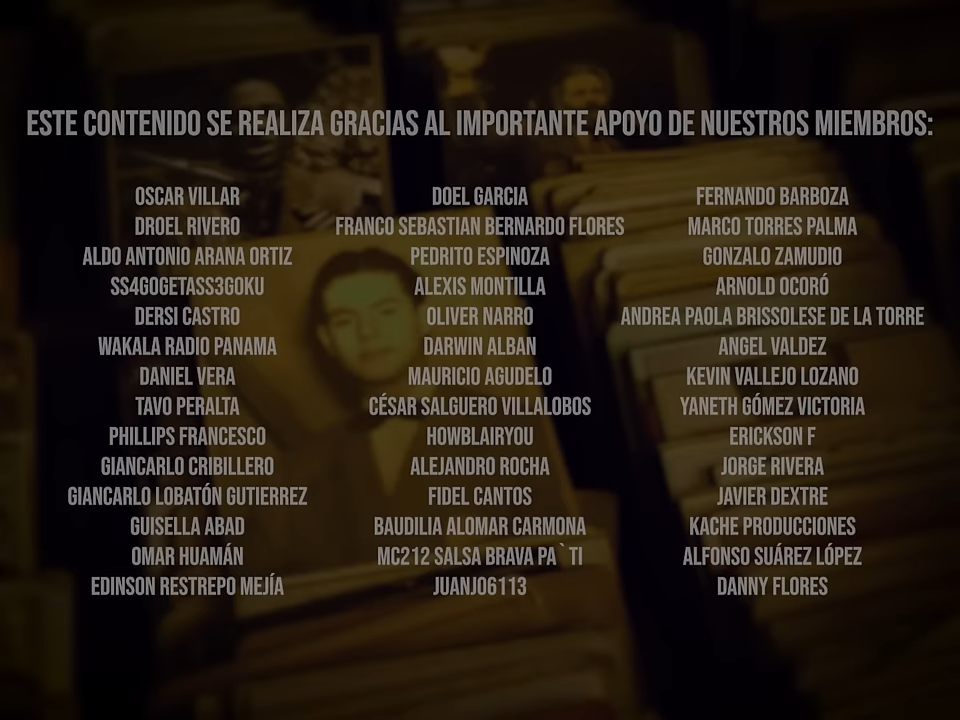 ESTE CONTENIDO SE REALIZA GRACIAS AL IMPORTANTE APOYO DE NUESTROS MIEMBROS:
OSCAR VILLAR
DROEL RIVERO
ALDO ANTONIO ARANA ORTIZ
SS4GOGETASS3GOKU
DERSI CASTRO
WAKALA RADIO PANAMA
DANIEL VERA
TAVO PERALTA
PHILLIPS FRANCESCO
GIANCARLO CRIBILLERO
GIANCARLO LOBATÓN GUTIERREZ
GUISELLA ABAD
OMAR HUAMÁN
EDINSON RESTREPO MEJÍA
DOEL GARCIA
FRANCO SEBASTIAN BERNARDO FLORES
PEDRITO ESPINOZA
ALEXIS MONTILLA
OLIVER NARRO
DARWIN ALBAN
MAURICIO AGUDELO
CÉSAR SALGUERO VILLALOBOS
HOWBLAIRYOU
ALEJANDRO ROCHA
FIDEL CANTOS
BAUDILIA ALOMAR CARMONA
MC212 SALSA BRAVA PA`TI
JUANJO6113
FERNANDO BARBOZA
MARCO TORRES PALMA
GONZALO ZAMUDIO
ARNOLD OCORÓ
ANDREA PAOLA BRISSOLESE DE LA TORRE
ANGEL VALDEZ
KEVIN VALLEJO LOZANO
YANETH GÓMEZ VICTORIA
ERICKSON F
JORGE RIVERA
JAVIER DEXTRE
KACHE PRODUCCIONES
ALFONSO SUÁREZ LÓPEZ
DANNY FLORES